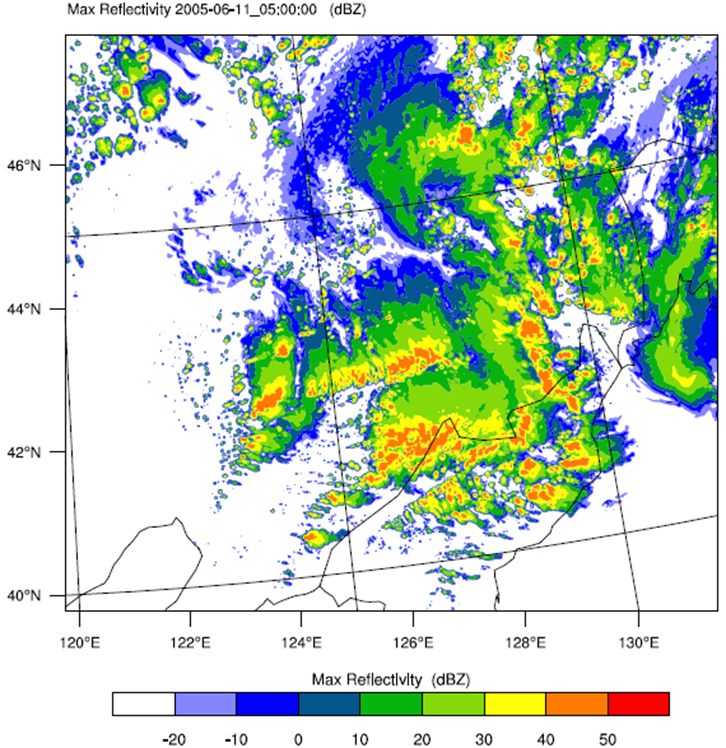 Max Reflectivity 2005-06-11_05:00:00 (dBZ)
46°N
44°N
42°N
40°N
120°E 122°E 124°E 126°E 128°E 130°E
Max Reflectivity (dBZ)
-20 -10 0 10 20 30 40 50